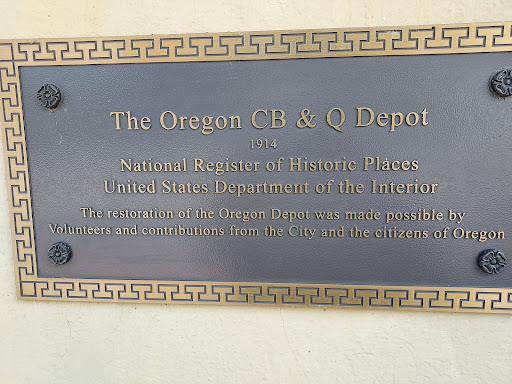 The Oregon CB & Q Depot
1914
National Register of Historic Places
United States Department of the Interior
The restoration of the Oregon Depot was made possible by
Volunteers and contributions from the City and the citizens of Oregon